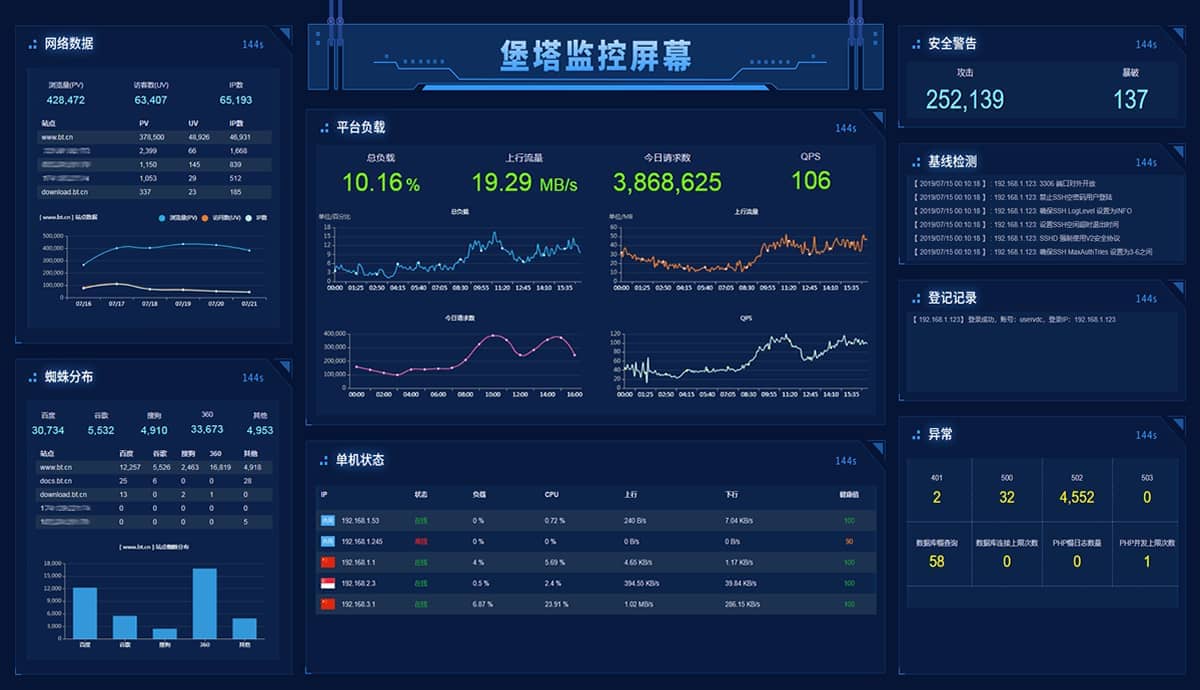 堡塔监控屏幕
网络数据 144s
浏览量(PV) 访客数(UV) IP数
428,472 63,407 65,193
站点 PV UV IP数
www.bt.cn 378,500 48,926 46,931
2,399 66 1,668
1,150 145 839
1,053 29 512
download.bt.cn 337 23 185
[ www.bt.cn ] 站点数据 浏览量(PV) 访问数(UV) IP数
500,000
400,000
300,000
200,000
100,000
0
07/16 07/17 07/18 07/19 07/20 07/21
蜘蛛分布 144s
百度 谷歌 搜狗 360 其他
30,734 5,532 4,910 33,673 4,953
站点 百度 谷歌 搜狗 360 其他
www.bt.cn 12,257 5,526 2,463 16,819 4,918
docs.bt.cn 25 6 0 0 28
download.bt.cn 13 0 2 1 0
0 0 0 0 0
0 0 0 0 5
[ www.bt.cn ] 站点蜘蛛分布
18,000
15,000
12,000
9,000
6,000
3,000
0
百度 谷歌 搜狗 360 其他
平台负载 144s
总负载 上行流量 今日请求数 QPS
10.16 % 19.29 MB/s 3,868,625 106
总负载
单位/百分比
18
15
12
9
6
3
0
00:00 01:25 02:50 04:15 05:40 07:05 08:30 09:55 11:20 12:45 14:10 15:35
上行流量
单位/MB
60
50
40
30
20
10
0
00:00 01:25 02:50 04:15 05:40 07:05 08:30 09:55 11:20 12:45 14:10 15:35
今日请求数
400,000
300,000
200,000
100,000
0
00:00 02:00 04:00 06:00 08:00 10:00 12:00 14:00 16:00
QPS
120
100
80
60
40
20
0
00:00 01:25 02:50 04:15 05:40 07:05 08:30 09:55 11:20 12:45 14:10 15:35
单机状态 144s
IP 状态 负载 CPU 上行 下行 健康值
192.168.1.53 在线 0 % 0.72 % 240 B/s 7.04 KB/s 100
192.168.1.245 离线 0 % 0 % 0 B/s 0 B/s 90
192.168.1.1 在线 4 % 5.69 % 4.65 KB/s 1.17 KB/s 100
192.168.2.3 在线 0.5 % 2.4 % 394.55 KB/s 39.84 KB/s 100
192.168.3.1 在线 6.87 % 23.91 % 1.02 MB/s 286.15 KB/s 100
安全警告 144s
攻击 暴破
252,139 137
基线检测 144s
【 2019/07/15 00:10:18 】 : 192.168.1.123: 3306 端口对外开放
【 2019/07/15 00:10:18 】 : 192.168.1.123: 禁止SSH空密码用户登陆
【 2019/07/15 00:10:18 】 : 192.168.1.123: 确保SSH LogLevel 设置为INFO
【 2019/07/15 00:10:18 】 : 192.168.1.123: 设置SSH空闲超时退出时间
【 2019/07/15 00:10:18 】 : 192.168.1.123: SSHD 强制使用V2安全协议
【 2019/07/15 00:10:18 】 : 192.168.1.123: 确保SSH MaxAuthTries 设置为3-6之间
登记记录 144s
【 192.168.1.123】 登录成功，账号：uservdc，登录IP：192.168.1.123
异常 144s
401 500 502 503
2 32 4,552 0
数据库慢查询 数据库连接上限次数 PHP慢日志数量 PHP并发上限次数
58 0 0 1